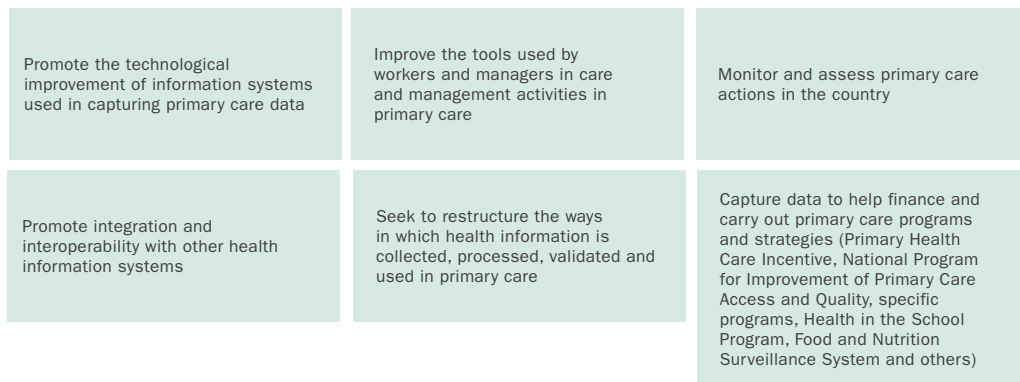 Promote the technological
improvement of information systems
used in capturing primary care data
Improve the tools used by
workers and managers in care
and management activities in
primary care
Monitor and assess primary care
actions in the country
Promote integration and
interoperability with other health
information systems
Seek to restructure the ways
in which health information is
collected, processed, validated and
used in primary care
Capture data to help finance and
carry out primary care programs
and strategies (Primary Health
Care Incentive, National Program
for Improvement of Primary Care
Access and Quality, specific
programs, Health in the School
Program, Food and Nutrition
Surveillance System and others)